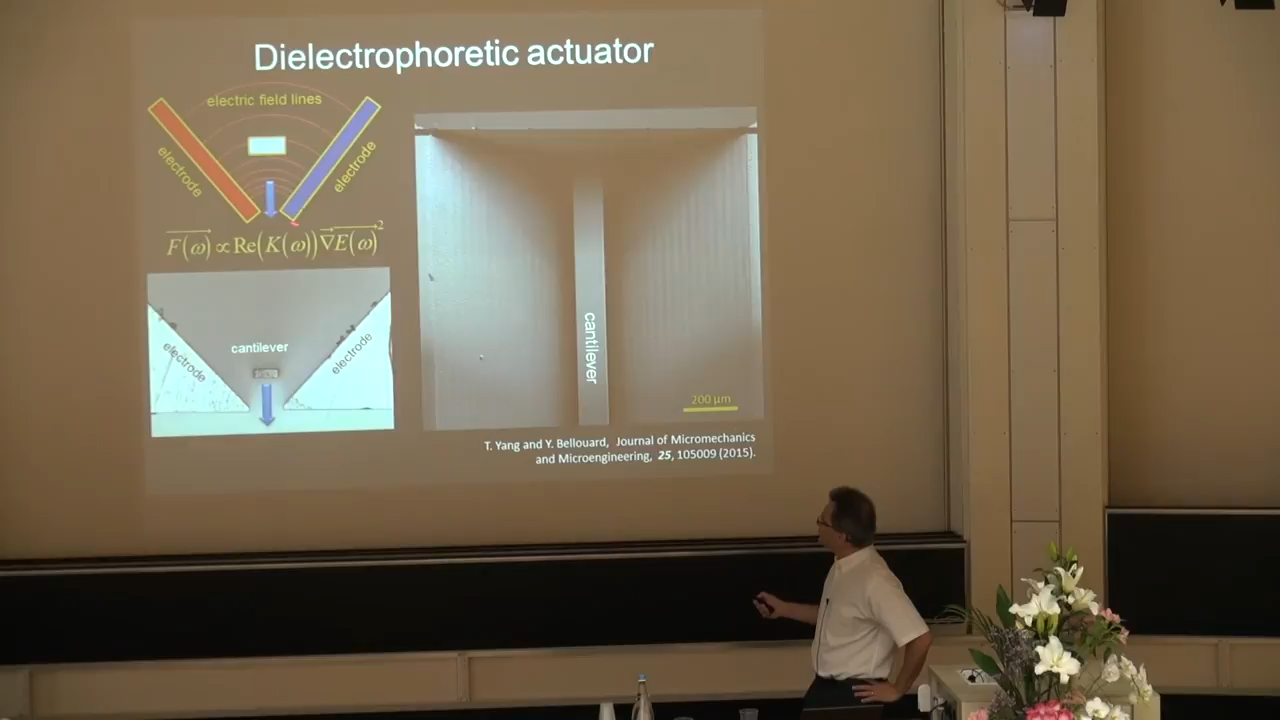 Dielectrophoretic actuator
electric field lines
electrode
electrode
F(ω) ∝ Re(K(ω))∇E(ω)²
electrode
cantilever
electrode
cantilever
200 µm
T. Yang and Y. Bellouard, Journal of Micromechanics
and Microengineering, 25, 105009 (2015).